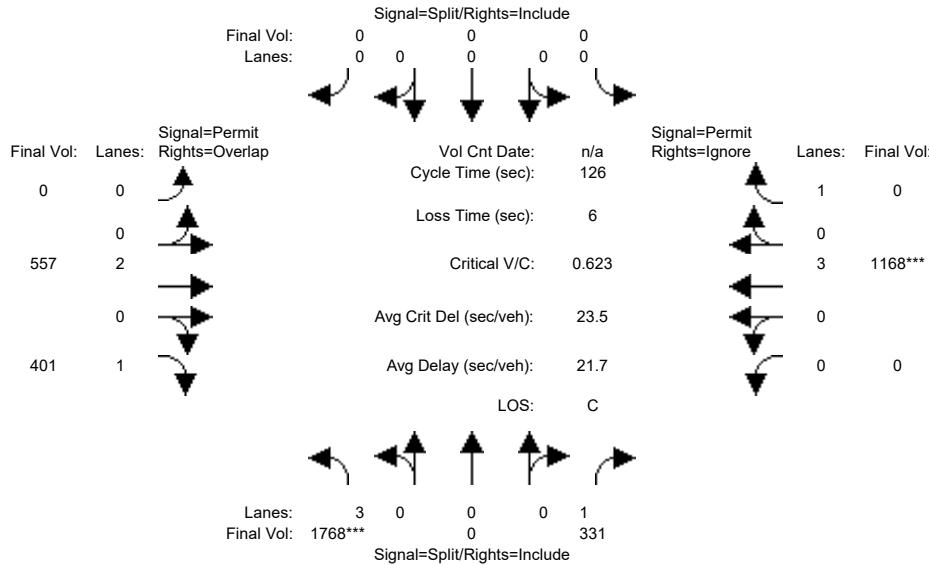 Signal=Split/Rights=Include
Final Vol: 0 0 0
Lanes: 0 0 0 0 0
Signal=Permit Signal=Permit
Final Vol: Lanes: Rights=Overlap Vol Cnt Date: n/a Rights=Ignore Lanes: Final Vol:
Cycle Time (sec): 126
0 0 1 0
Loss Time (sec): 6
0 0
557 2 Critical V/C: 0.623 3 1168***
0 Avg Crit Del (sec/veh): 23.5 0
401 1 Avg Delay (sec/veh): 21.7 0 0
LOS: C
Lanes: 3 0 0 0 1
Final Vol: 1768*** 0 331
Signal=Split/Rights=Include